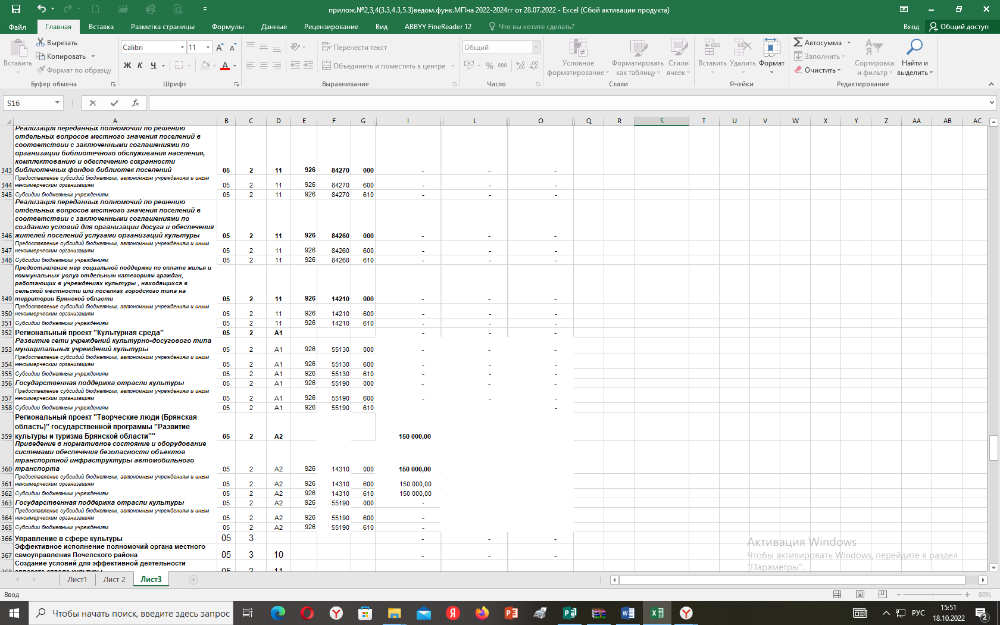 прилож.№2,3,4(3.3,4.3,5.3)ведом.функ.МПна 2022-2024гг от 28.07.2022 - Excel (Сбой активации продукта)
Файл Главная Вставка Разметка страницы Формулы Данные Рецензирование Вид ABBYY FineReader 12 Что вы хотите сделать? Вход Общий доступ
Вставить
Вырезать
Копировать
Формат по образцу
Буфер обмена
Calibri 11
Ж К Ч
Шрифт
Перенести текст
Объединить и поместить в центре
Выравнивание
Общий
% 000
Число
Условное форматирование
Форматировать как таблицу
Стили ячеек
Стили
Вставить Удалить Формат
Ячейки
Автосумма
Заполнить
Очистить
Сортировка и фильтр
Найти и выделить
Редактирование
S16 fx
A B C D E F G I L O Q R S T U V W X Y Z AA AB AC
Реализация переданных полномочий по решению
отдельных вопросов местного значения поселений в
соответствии с заключенными соглашениями по
организации библиотечного обслуживания населения,
комплектованию и обеспечению сохранности
343 библиотечных фондов библиотек поселений 05 2 11 926 84270 000 - - -
Предоставление субсидий бюджетным, автономным учреждениям и иным
344 некоммерческим организациям 05 2 11 926 84270 600 - - -
345 Субсидии бюджетным учреждениям 05 2 11 926 84270 610 - - -
Реализация переданных полномочий по решению
отдельных вопросов местного значения поселений в
соответствии с заключенными соглашениями по
созданию условий для организации досуга и обеспечения
346 жителей поселений услугами организаций культуры 05 2 11 926 84260 000 - - -
Предоставление субсидий бюджетным, автономным учреждениям и иным
347 некоммерческим организациям 05 2 11 926 84260 600 - - -
348 Субсидии бюджетным учреждениям 05 2 11 926 84260 610 - - -
Предоставление мер социальной поддержки по оплате жилья и
коммунальных услуг отдельным категориям граждан,
работающих в учреждениях культуры , находящихся в
сельской местности или поселках городского типа на
349 территории Брянской области 05 2 11 926 14210 000 - - -
Предоставление субсидий бюджетным, автономным учреждениям и иным
350 некоммерческим организациям 05 2 11 926 14210 600 - - -
351 Субсидии бюджетным учреждениям 05 2 11 926 14210 610 - - -
352 Региональный проект "Культурная среда" 05 2 А1 - - -
Развитие сети учреждений культурно-досугового типа
353 муниципальных учреждений культуры 05 2 А1 926 55130 000 - - -
Предоставление субсидий бюджетным, автономным учреждениям и иным
354 некоммерческим организациям 05 2 А1 926 55130 600 - - -
355 Субсидии бюджетным учреждениям 05 2 А1 926 55130 610 - - -
356 Государственная поддержка отрасли культуры 05 2 А1 926 55190 000 - - -
Предоставление субсидий бюджетным, автономным учреждениям и иным
357 некоммерческим организациям 05 2 А1 926 55190 600 - - -
358 Субсидии бюджетным учреждениям 05 2 А1 926 55190 610 -
Региональный проект "Творческие люди (Брянская
область)" государственной программы "Развитие
359 культуры и туризма Брянской области"" 05 2 А2 150 000,00
Приведение в нормативное состояние и оборудование
системами обеспечения безопасности объектов
транспортной инфраструктуры автомобильного
360 транспорта 05 2 А2 926 14310 000 150 000,00
Предоставление субсидий бюджетным, автономным учреждениям и иным
361 некоммерческим организациям 05 2 А2 926 14310 600 150 000,00
362 Субсидии бюджетным учреждениям 05 2 А2 926 14310 610 150 000,00
363 Государственная поддержка отрасли культуры 05 2 А2 926 55190 000 -
Предоставление субсидий бюджетным, автономным учреждениям и иным
364 некоммерческим организациям 05 2 А2 926 55190 600 -
365 Субсидии бюджетным учреждениям 05 2 А2 926 55190 610 -
366 Управление в сфере культуры 05 3 - - -
Эффективное исполнение полномочий органа местного
367 самоуправления Почепского района 05 3 10 - - -
Создание условий для эффективной деятельности
Активация Windows
Чтобы активировать Windows, перейдите в раздел
"Параметры".
Лист1 Лист 2 Лист3
Ввод 80%
Чтобы начать поиск, введите здесь запрос
РУС 15:51
18.10.2022
2